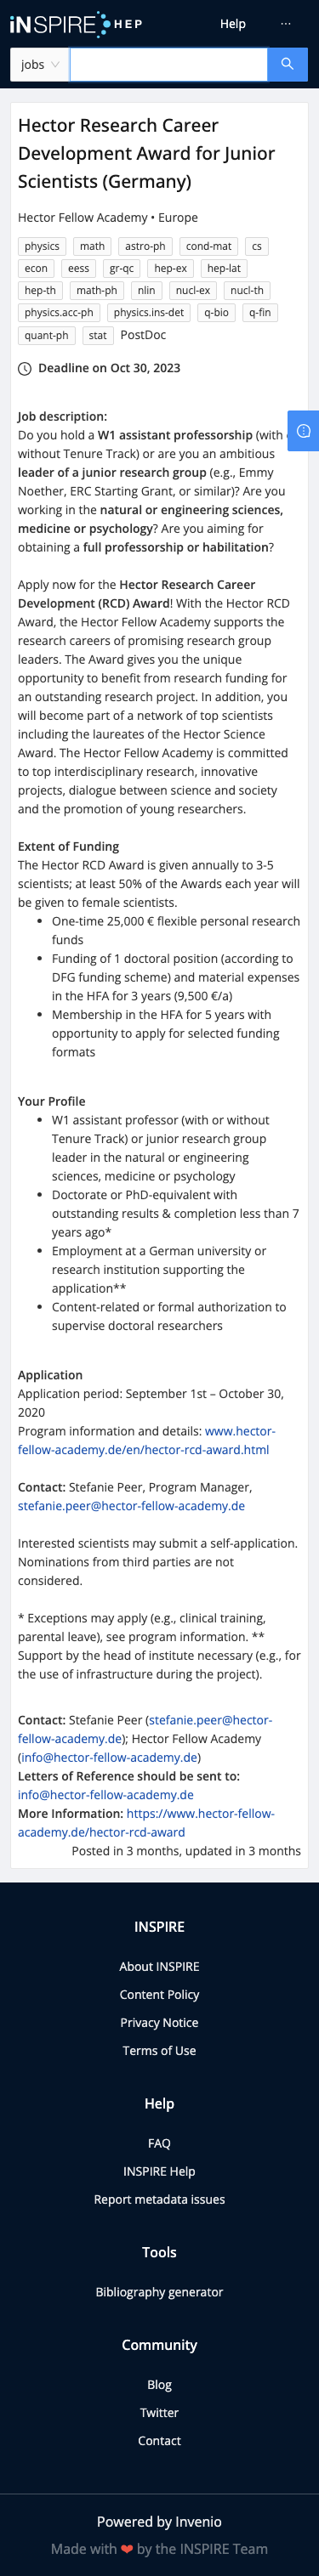 iNSPIRE HEP
Help
...
jobs
Hector Research Career
Development Award for Junior
Scientists (Germany)
Hector Fellow Academy • Europe
physics math astro-ph cond-mat cs
econ eess gr-qc hep-ex hep-lat
hep-th math-ph nlin nucl-ex nucl-th
physics.acc-ph physics.ins-det q-bio q-fin
quant-ph stat PostDoc
Deadline on Oct 30, 2023
Job description:
Do you hold a W1 assistant professorship (with
without Tenure Track) or are you an ambitious
leader of a junior research group (e.g., Emmy
Noether, ERC Starting Grant, or similar)? Are you
working in the natural or engineering sciences,
medicine or psychology? Are you aiming for
obtaining a full professorship or habilitation?
Apply now for the Hector Research Career
Development (RCD) Award! With the Hector RCD
Award, the Hector Fellow Academy supports the
research careers of promising research group
leaders. The Award gives you the unique
opportunity to benefit from research funding for
an outstanding research project. In addition, you
will become part of a network of top scientists
including the laureates of the Hector Science
Award. The Hector Fellow Academy is committed
to interdisciplinary research, innovative
projects, dialogue between science and society
and the promotion of young researchers.
Extent of Funding
The Hector RCD Award is given annually to 3-5
scientists; at least 50% of the Awards each year will
be given to female scientists.
• One-time 25,000 € flexible personal research
funds
• Funding of 1 doctoral position (according to
DFG funding scheme) and material expenses
in the HFA for 3 years (9,500 €/a)
• Membership in the HFA for 5 years with
opportunity to apply for selected funding
formats
Your Profile
• W1 assistant professor (with or without
Tenure Track) or junior research group
leader in the natural or engineering
sciences, medicine or psychology
• Doctorate or PhD-equivalent with
outstanding results & completion less than 7
years ago*
• Employment at a German university or
research institution supporting the
application**
• Content-related or formal authorization to
supervise doctoral researchers
Application
Application period: September 1st – October 30,
2020
Program information and details: www.hector-
fellow-academy.de/en/hector-rcd-award.html
Contact: Stefanie Peer, Program Manager,
stefanie.peer@hector-fellow-academy.de
Interested scientists may submit a self-application.
Nominations from third parties are not
considered.
* Exceptions may apply (e.g., clinical training,
parental leave), see program information. **
Support by the head of institute necessary (e.g., for
the use of infrastructure during the project).
Contact: Stefanie Peer (stefanie.peer@hector-
fellow-academy.de); Hector Fellow Academy
(info@hector-fellow-academy.de)
Letters of Reference should be sent to:
info@hector-fellow-academy.de
More Information: https://www.hector-fellow-
academy.de/hector-rcd-award
Posted in 3 months, updated in 3 months
INSPIRE
About INSPIRE
Content Policy
Privacy Notice
Terms of Use
Help
FAQ
INSPIRE Help
Report metadata issues
Tools
Bibliography generator
Community
Blog
Twitter
Contact
Powered by Invenio
Made with ❤ by the INSPIRE Team